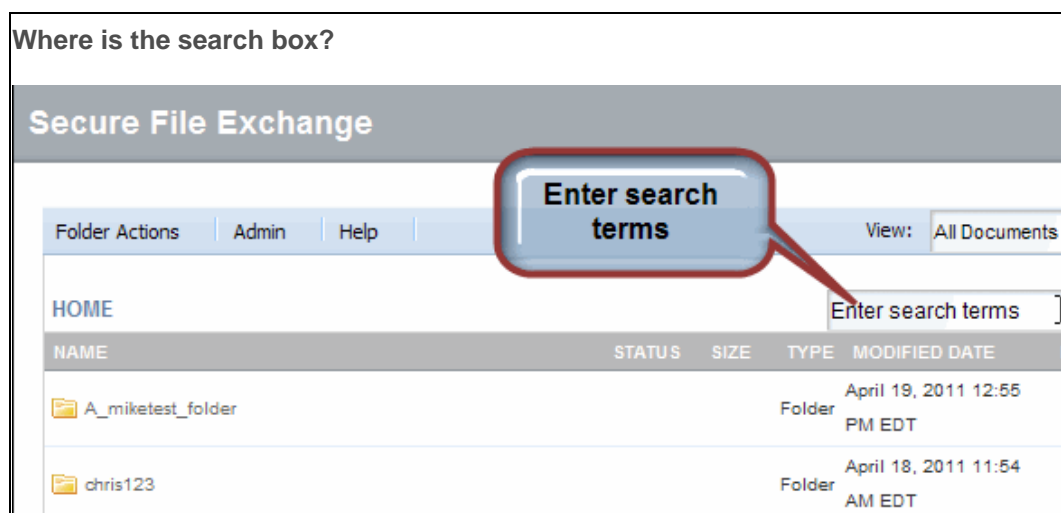 Where is the search box?
Secure File Exchange
Enter search
terms
Folder Actions Admin Help View: All Documents
HOME Enter search terms
NAME STATUS SIZE TYPE MODIFIED DATE
A_miketest_folder Folder April 19, 2011 12:55
PM EDT
chris123 Folder April 18, 2011 11:54
AM EDT